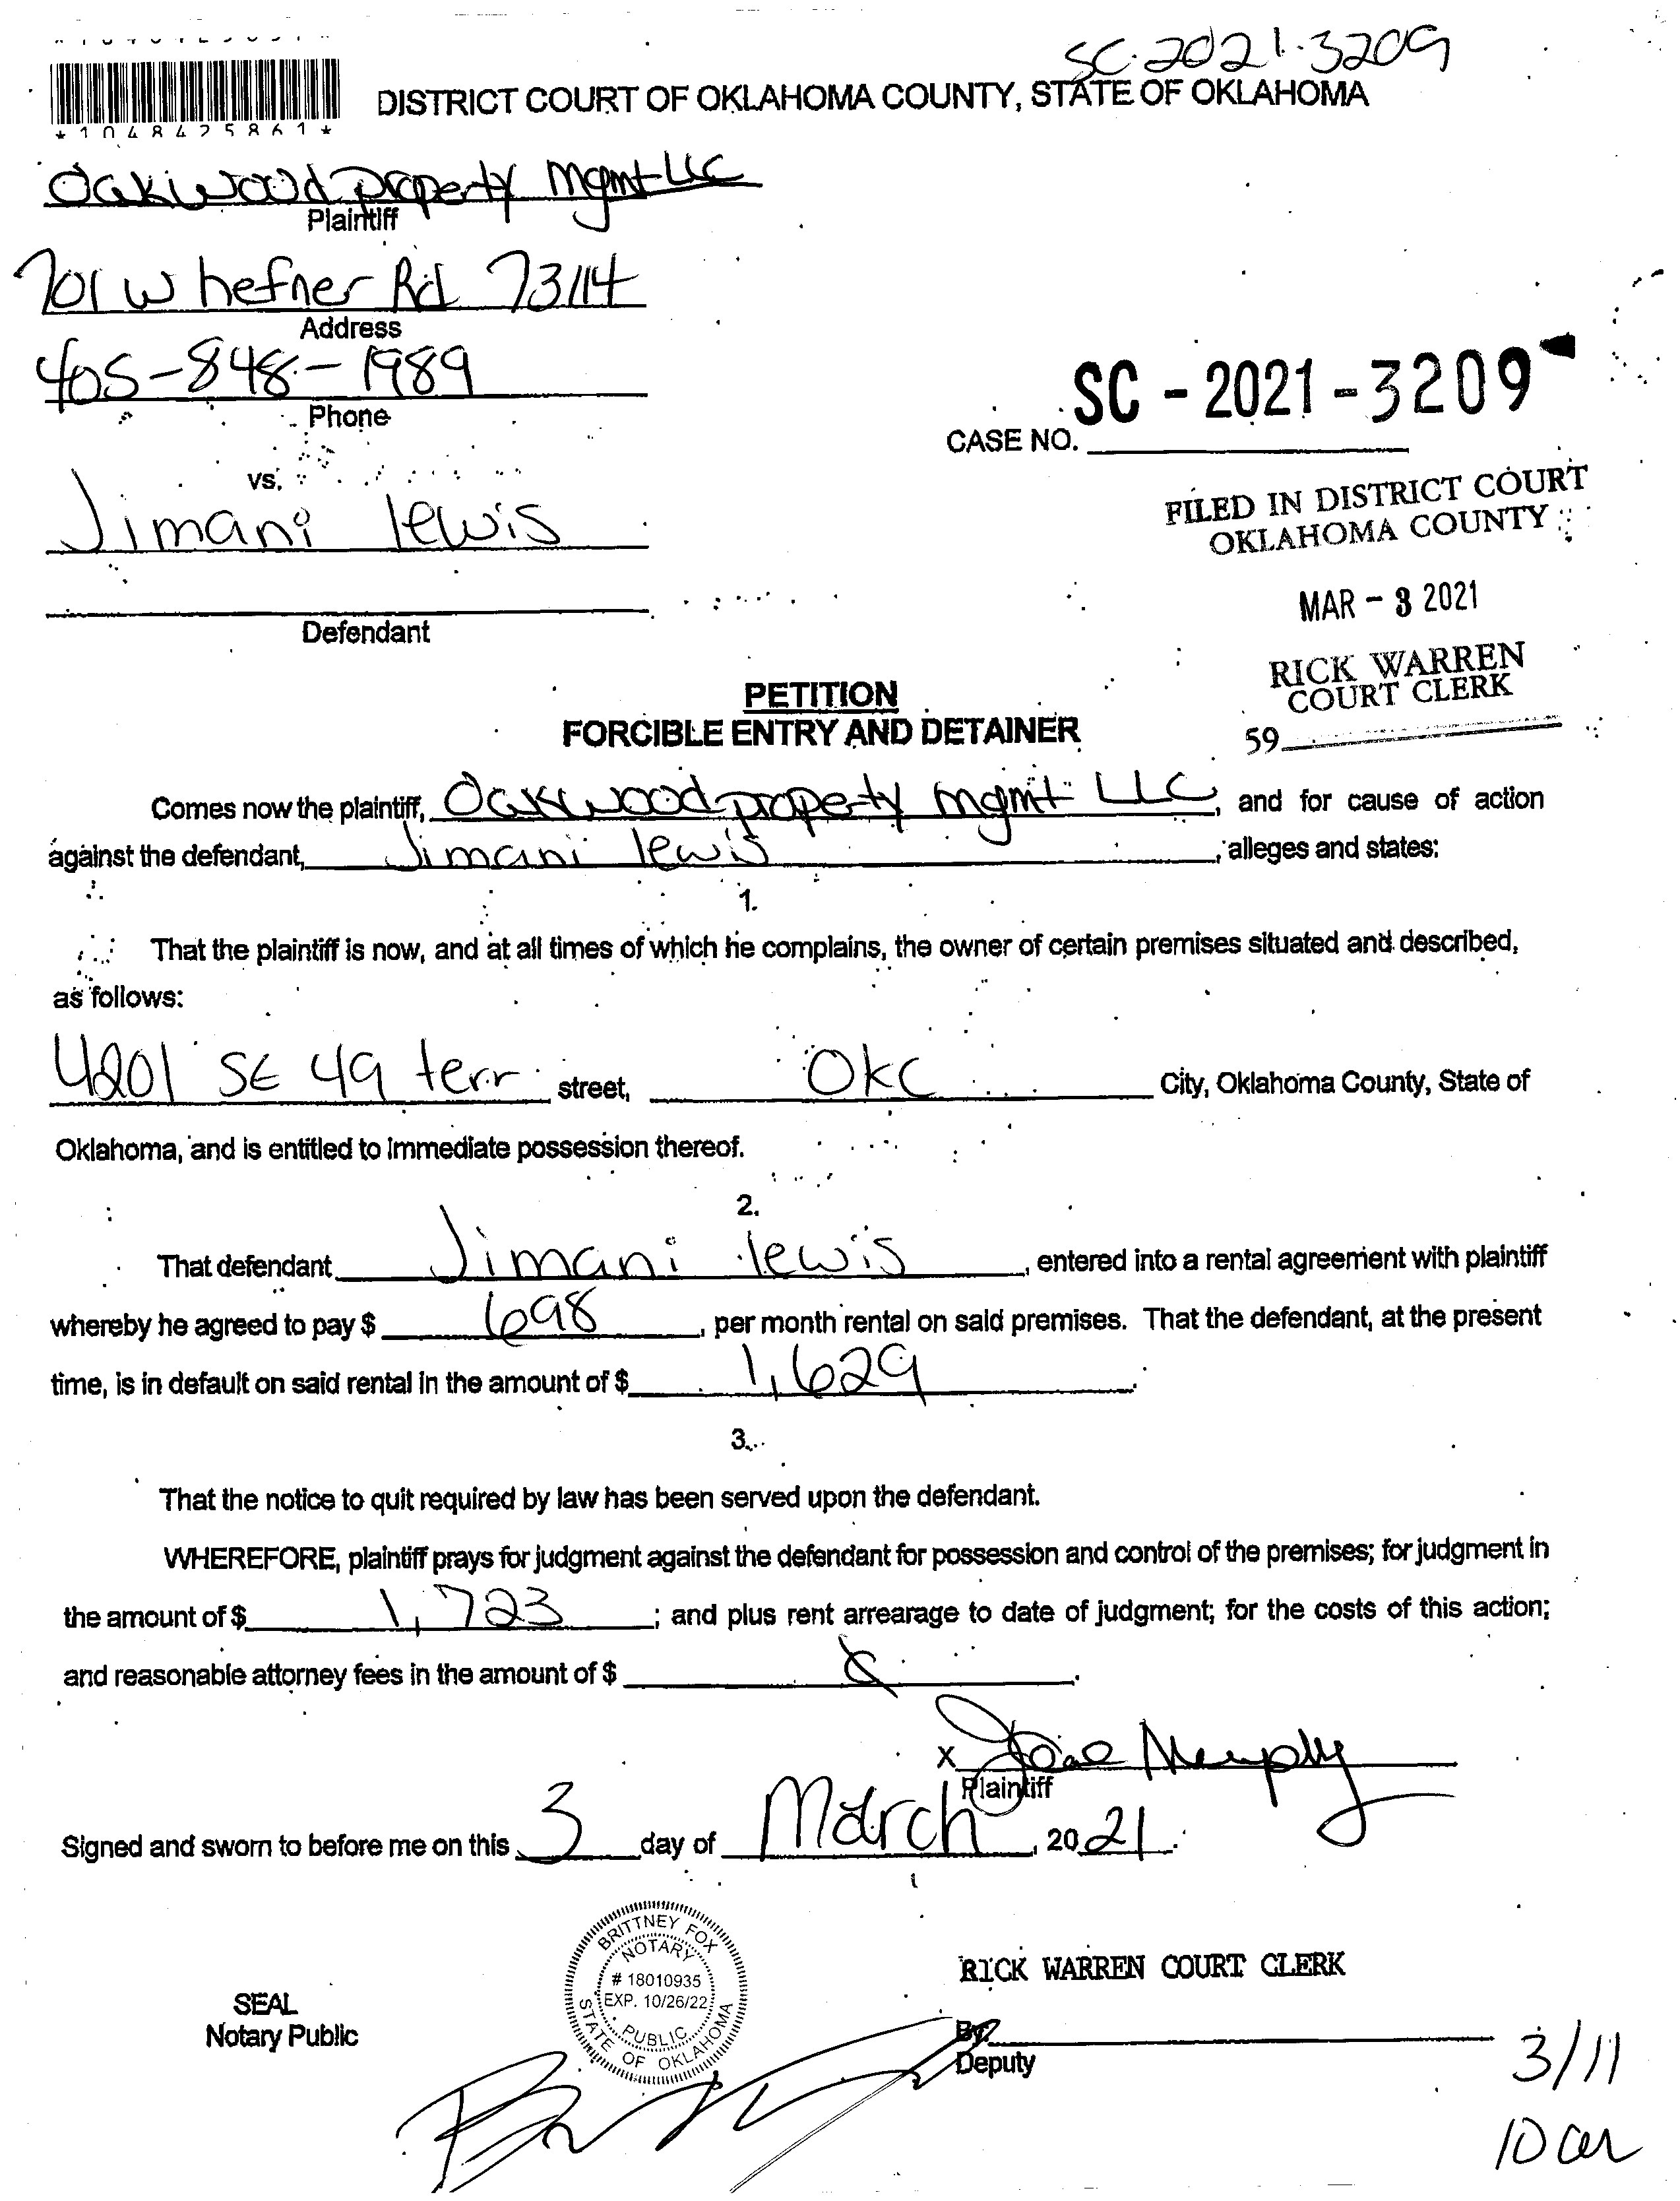 SC-2021-3209
*1048425861*
DISTRICT COURT OF OKLAHOMA COUNTY, STATE OF OKLAHOMA
Oakwood property mgmt LLC
Plaintiff
701 W hefner Rd 73114
Address
405-848-1989
Phone
SC - 2021 - 3209
CASE NO.
vs.
Jimani lewis
FILED IN DISTRICT COURT
OKLAHOMA COUNTY
MAR - 3 2021
Defendant
RICK WARREN
COURT CLERK
59
PETITION
FORCIBLE ENTRY AND DETAINER
Comes now the plaintiff, Oakwood property mgmt LLC, and for cause of action
against the defendant, Jimani lewis, alleges and states:
1.
That the plaintiff is now, and at all times of which he complains, the owner of certain premises situated and described,
as follows:
4201 SE 49 terr street, OKC City, Oklahoma County, State of
Oklahoma, and is entitled to immediate possession thereof.
2.
That defendant Jimani lewis, entered into a rental agreement with plaintiff
whereby he agreed to pay $ 698, per month rental on said premises. That the defendant, at the present
time, is in default on said rental in the amount of $ 1,629.
3.
That the notice to quit required by law has been served upon the defendant.
WHEREFORE, plaintiff prays for judgment against the defendant for possession and control of the premises; for judgment in
the amount of $ 1,723; and plus rent arrearage to date of judgment; for the costs of this action;
and reasonable attorney fees in the amount of $
x Murphy
Plaintiff
Signed and sworn to before me on this 3 day of March, 2021.
BRITTNEY FOX
NOTARY
# 18010935
EXP. 10/26/22
PUBLIC
STATE OF OKLAHOMA
RICK WARREN COURT CLERK
SEAL
Notary Public
By:
Deputy
3/11
10